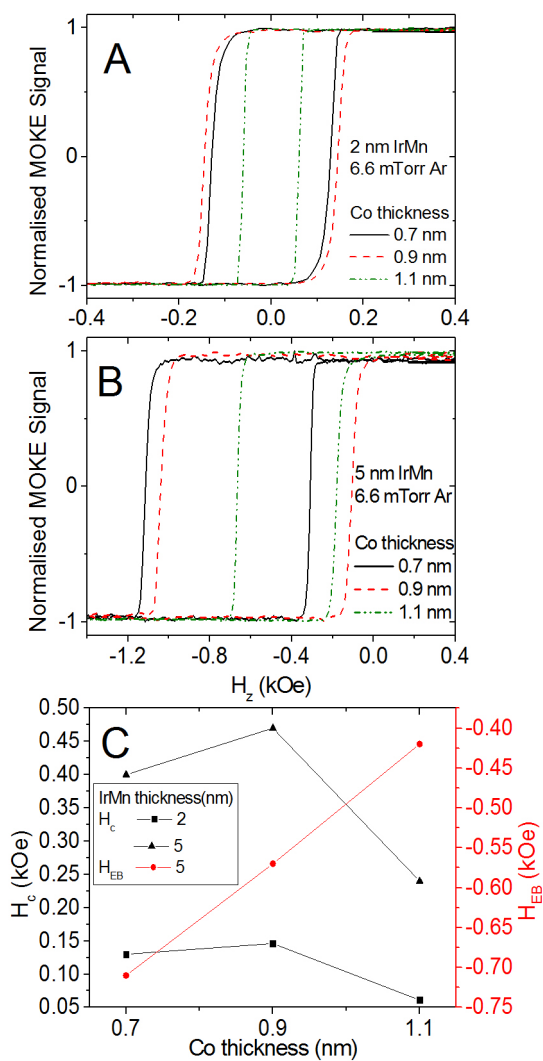 A
Normalised MOKE Signal
1
0
-1
2 nm IrMn
6.6 mTorr Ar
Co thickness
0.7 nm
0.9 nm
1.1 nm
-0.4 -0.2 0.0 0.2 0.4
B
Normalised MOKE Signal
1
0
-1
5 nm IrMn
6.6 mTorr Ar
Co thickness
0.7 nm
0.9 nm
1.1 nm
-1.2 -0.8 -0.4 0.0 0.4
Hz (kOe)
C
Hc (kOe)
0.50
0.45
0.40
0.35
0.30
0.25
0.20
0.15
0.10
0.05
IrMn thickness(nm)
Hc 2
5
HEB 5
-0.40
-0.45
-0.50
-0.55
-0.60
-0.65
-0.70
-0.75
HEB (kOe)
0.7 0.9 1.1
Co thickness (nm)